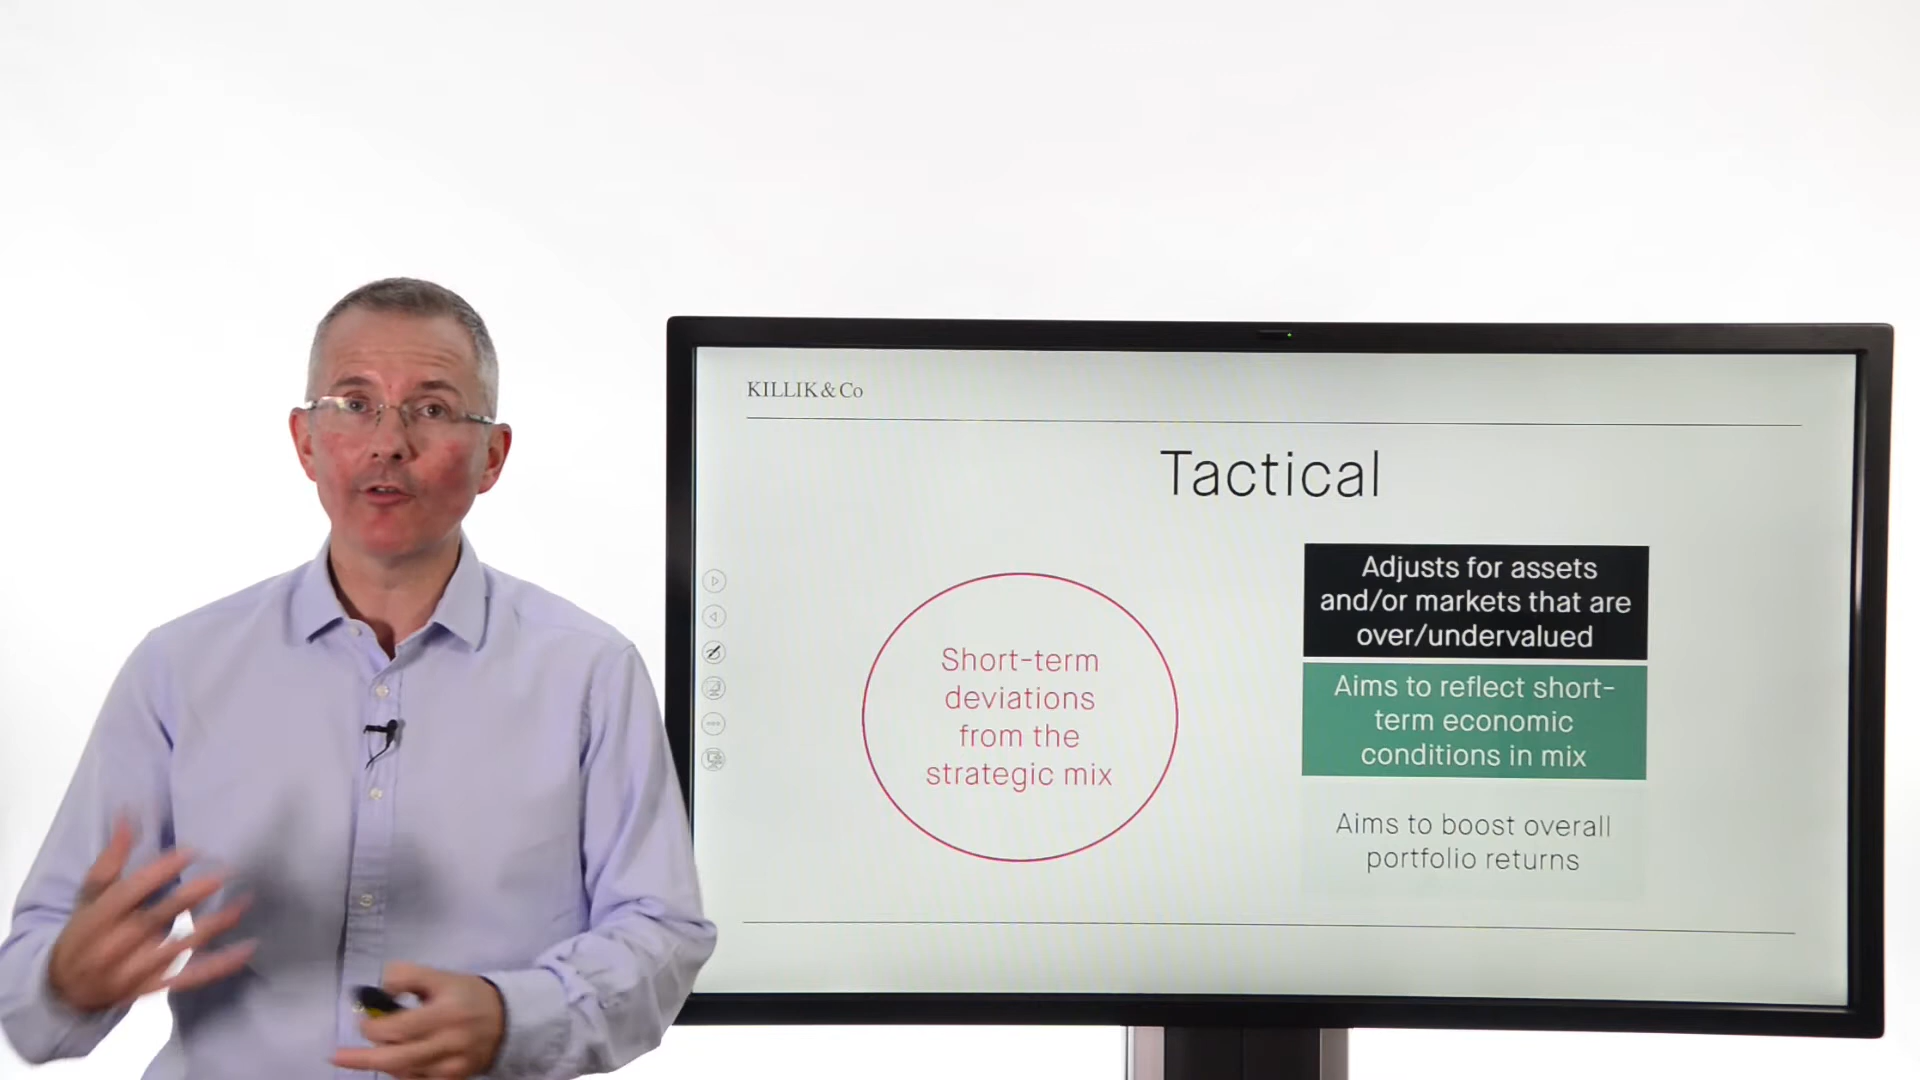 KILLIK & Co
Tactical
Short-term
deviations
from the
strategic mix
Adjusts for assets
and/or markets that are
over/undervalued
Aims to reflect short-
term economic
conditions in mix
Aims to boost overall
portfolio returns